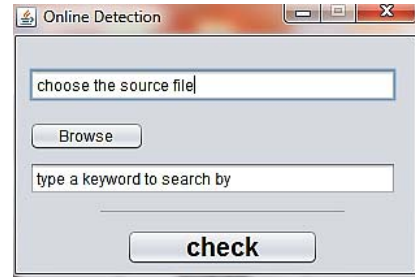 Online Detection
choose the source file
Browse
type a keyword to search by
check